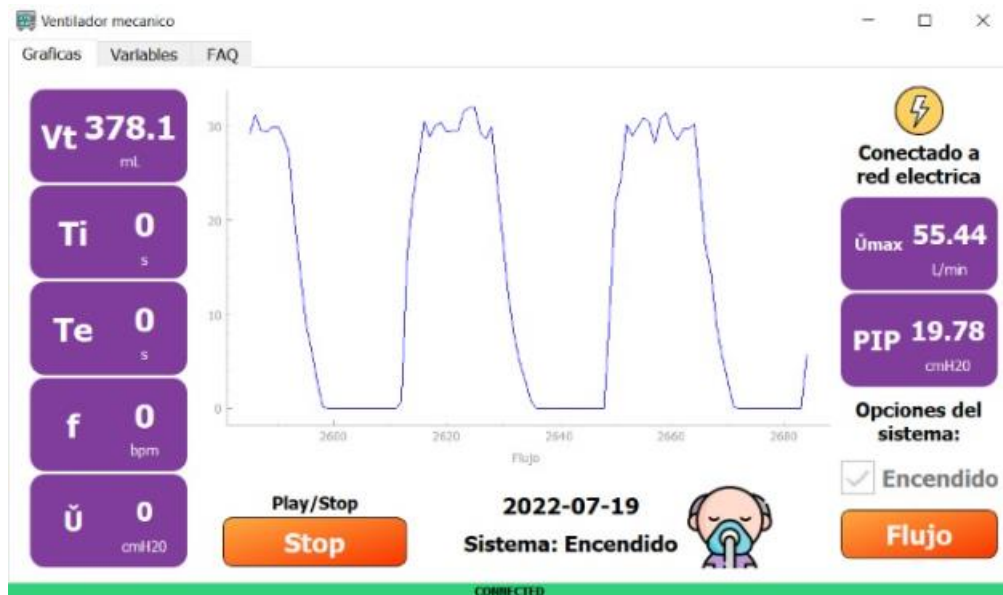 Ventilador mecanico
Graficas Variables FAQ
Vt 378.1
mL
Ti 0
s
Te 0
s
f 0
bpm
Ŭ 0
cmH20
30
20
10
0
2600 2620 2640 2660 2680
Flujo
Play/Stop
Stop
2022-07-19
Sistema: Encendido
Conectado a
red electrica
Ŭmax 55.44
L/min
PIP 19.78
cmH20
Opciones del
sistema:
Encendido
Flujo
CONNECTED